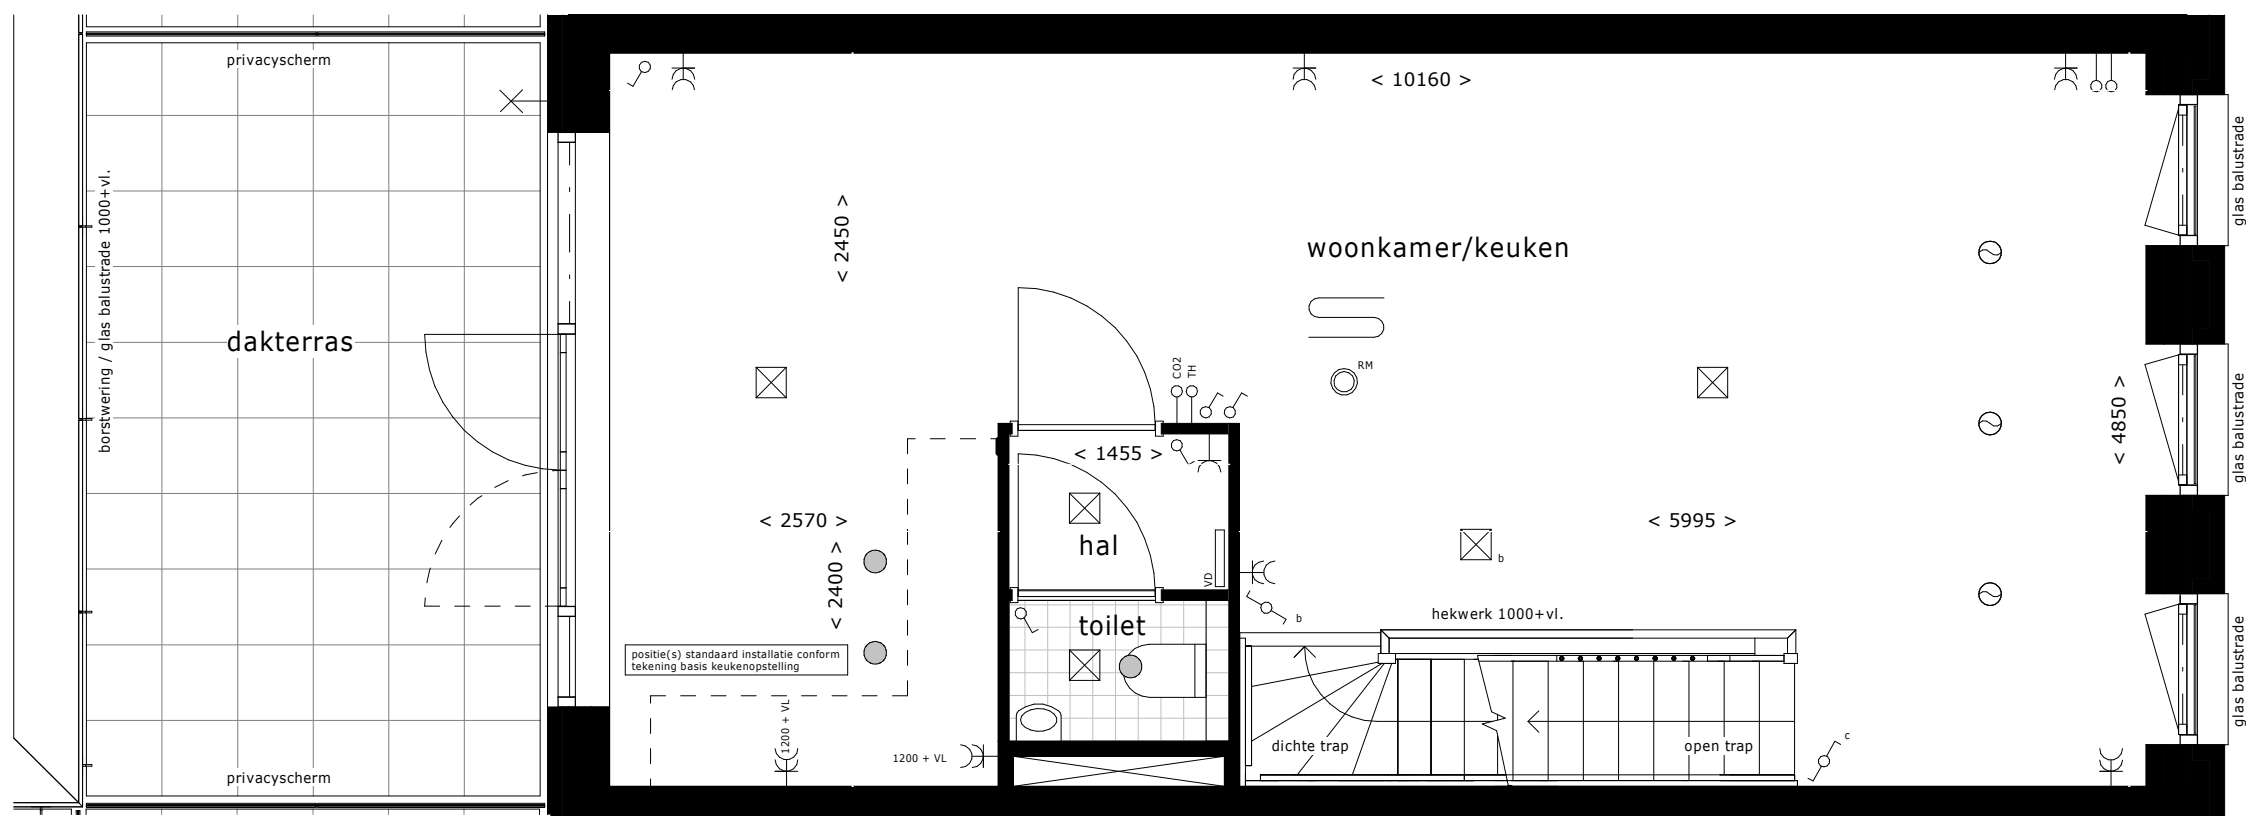 privacyscherm
< 10160 >
glas balustrade
borstwering / glas balustrade 1000+vl.
< 2450 >
woonkamer/keuken
dakterras
CO2
TH
RM
< 4850 >
glas balustrade
< 1455 >
< 2570 >
< 5995 >
hal
< 2400 >
b
VD
b
hekwerk 1000+vl.
toilet
positie(s) standaard installatie conform
tekening basis keukenopstelling
glas balustrade
1200 + VL
1200 + VL
dichte trap
open trap
c
privacyscherm